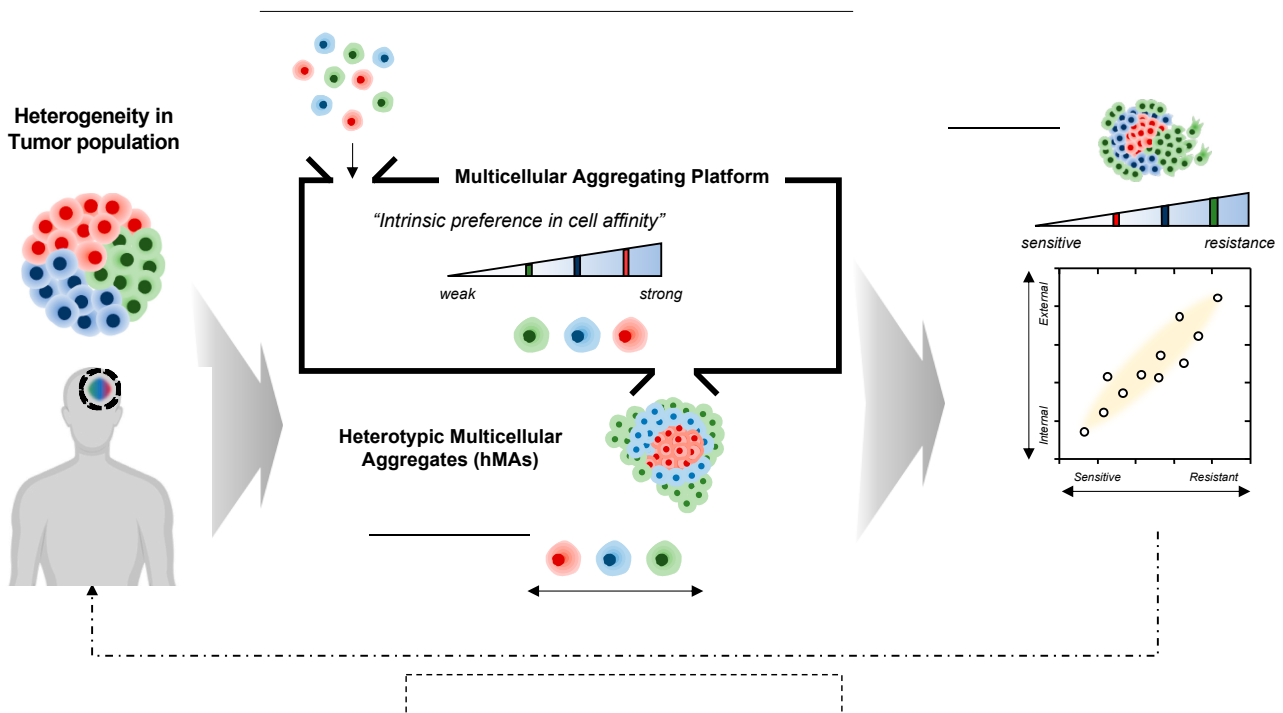 Heterogeneity in
Tumor population
Multicellular Aggregating Platform
“Intrinsic preference in cell affinity”
weak
strong
Heterotypic Multicellular
Aggregates (hMAs)
sensitive
resistance
External
Internal
Sensitive
Resistant